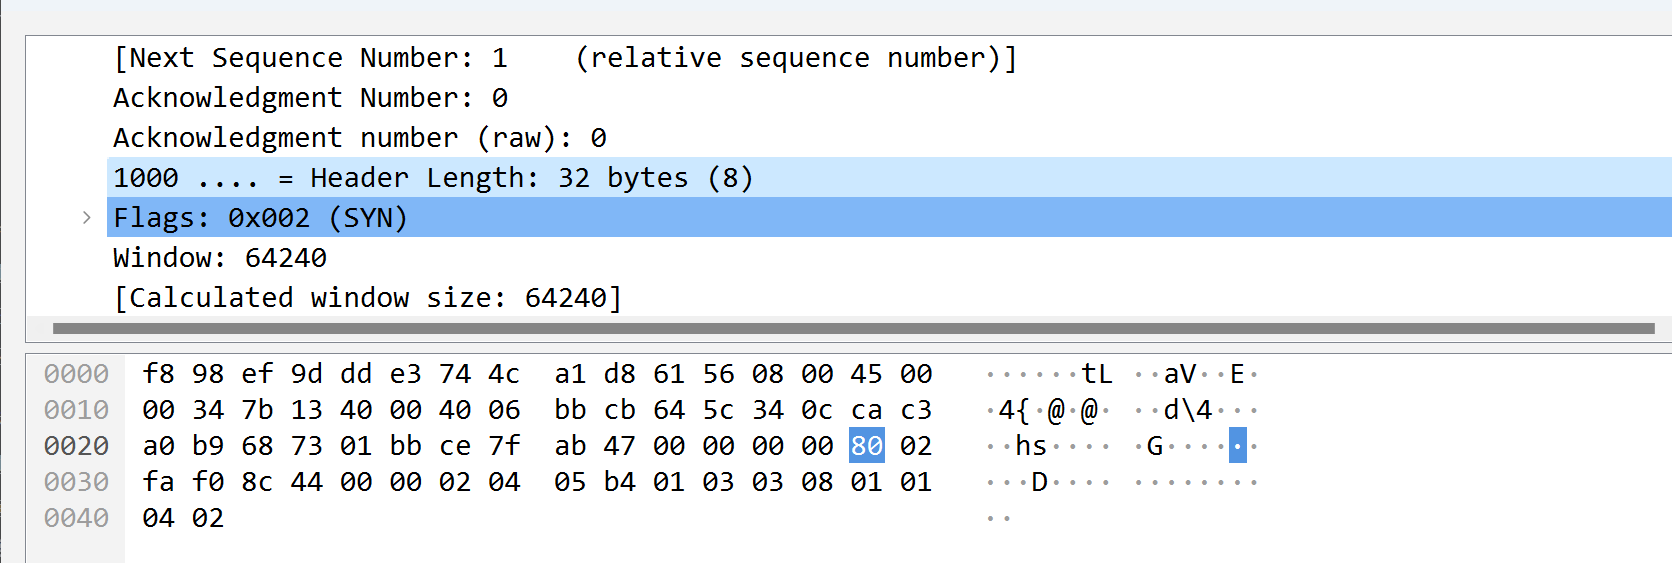 [Next Sequence Number: 1    (relative sequence number)]
Acknowledgment Number: 0
Acknowledgment number (raw): 0
1000 .... = Header Length: 32 bytes (8)
Flags: 0x002 (SYN)
Window: 64240
[Calculated window size: 64240]
0000  f8 98 ef 9d dd e3 74 4c  a1 d8 61 56 08 00 45 00   ······tL ··aV··E·
0010  00 34 7b 13 40 00 40 06  bb cb 64 5c 34 0c ca c3   ·4{·@·@· ··d\4···
0020  a0 b9 68 73 01 bb ce 7f  ab 47 00 00 00 00 80 02   ··hs···· ·G······
0030  fa f0 8c 44 00 00 02 04  05 b4 01 03 03 08 01 01   ···D···· ········
0040  04 02   ··